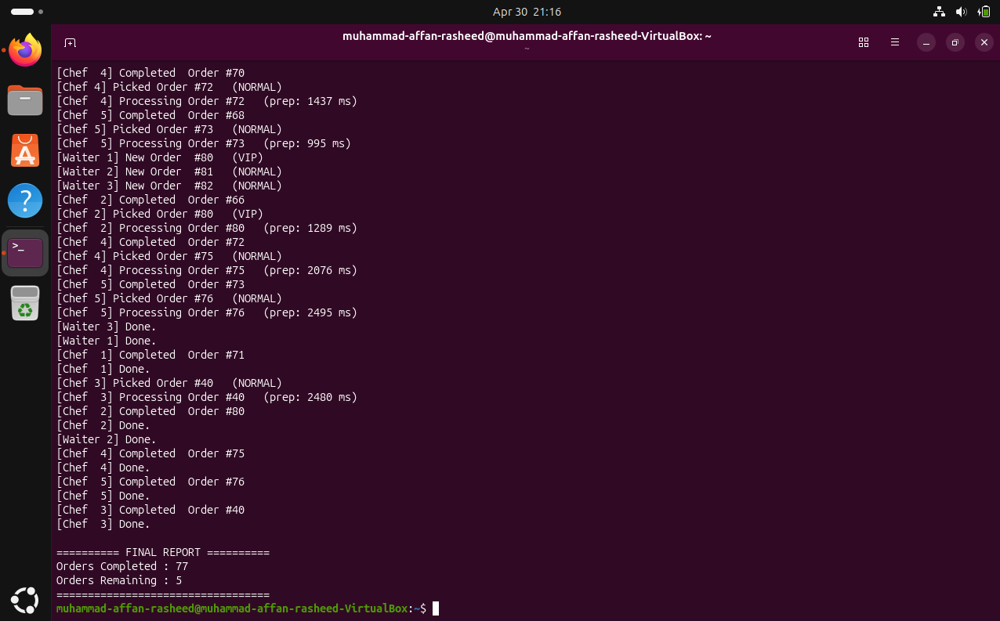 Apr 30 21:16
muhammad-affan-rasheed@muhammad-affan-rasheed-VirtualBox: ~
~
[Chef  4] Completed  Order #70
[Chef 4] Picked Order #72   (NORMAL)
[Chef  4] Processing Order #72   (prep: 1437 ms)
[Chef  5] Completed  Order #68
[Chef 5] Picked Order #73   (NORMAL)
[Chef  5] Processing Order #73   (prep: 995 ms)
[Waiter 1] New Order  #80   (VIP)
[Waiter 2] New Order  #81   (NORMAL)
[Waiter 3] New Order  #82   (NORMAL)
[Chef  2] Completed  Order #66
[Chef 2] Picked Order #80   (VIP)
[Chef  2] Processing Order #80   (prep: 1289 ms)
[Chef  4] Completed  Order #72
[Chef 4] Picked Order #75   (NORMAL)
[Chef  4] Processing Order #75   (prep: 2076 ms)
[Chef  5] Completed  Order #73
[Chef 5] Picked Order #76   (NORMAL)
[Chef  5] Processing Order #76   (prep: 2495 ms)
[Waiter 3] Done.
[Waiter 1] Done.
[Chef  1] Completed  Order #71
[Chef  1] Done.
[Chef 3] Picked Order #40   (NORMAL)
[Chef  3] Processing Order #40   (prep: 2480 ms)
[Chef  2] Completed  Order #80
[Chef  2] Done.
[Waiter 2] Done.
[Chef  4] Completed  Order #75
[Chef  4] Done.
[Chef  5] Completed  Order #76
[Chef  5] Done.
[Chef  3] Completed  Order #40
[Chef  3] Done.
========== FINAL REPORT ==========
Orders Completed : 77
Orders Remaining : 5
==================================
muhammad-affan-rasheed@muhammad-affan-rasheed-VirtualBox:~$